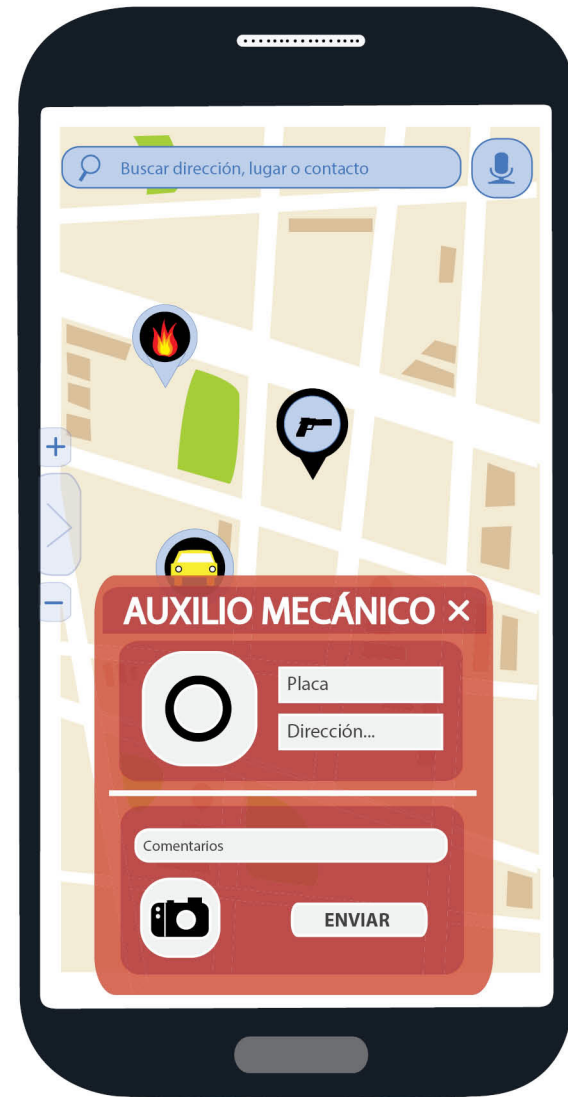 Buscar dirección, lugar o contacto
AUXILIO MECÁNICO
Placa
Dirección...
Comentarios
ENVIAR